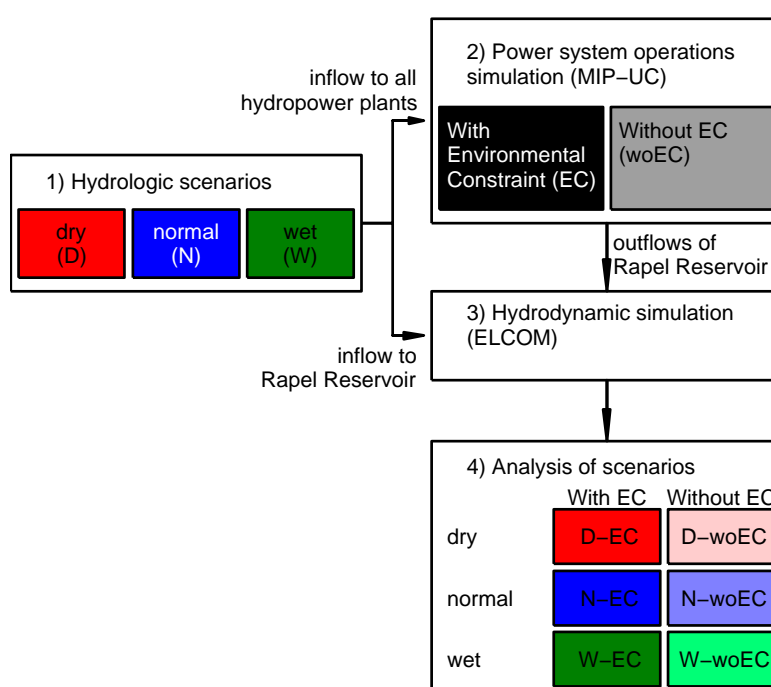 1) Hydrologic scenarios
dry
(D)
normal
(N)
wet
(W)
inflow to all
hydropower plants
inflow to
Rapel Reservoir
2) Power system operations
simulation (MIP−UC)
With
Environmental
Constraint (EC)
Without EC
(woEC)
outflows of
Rapel Reservoir
3) Hydrodynamic simulation
(ELCOM)
4) Analysis of scenarios
With EC Without EC
dry D−EC D−woEC
normal N−EC N−woEC
wet W−EC W−woEC